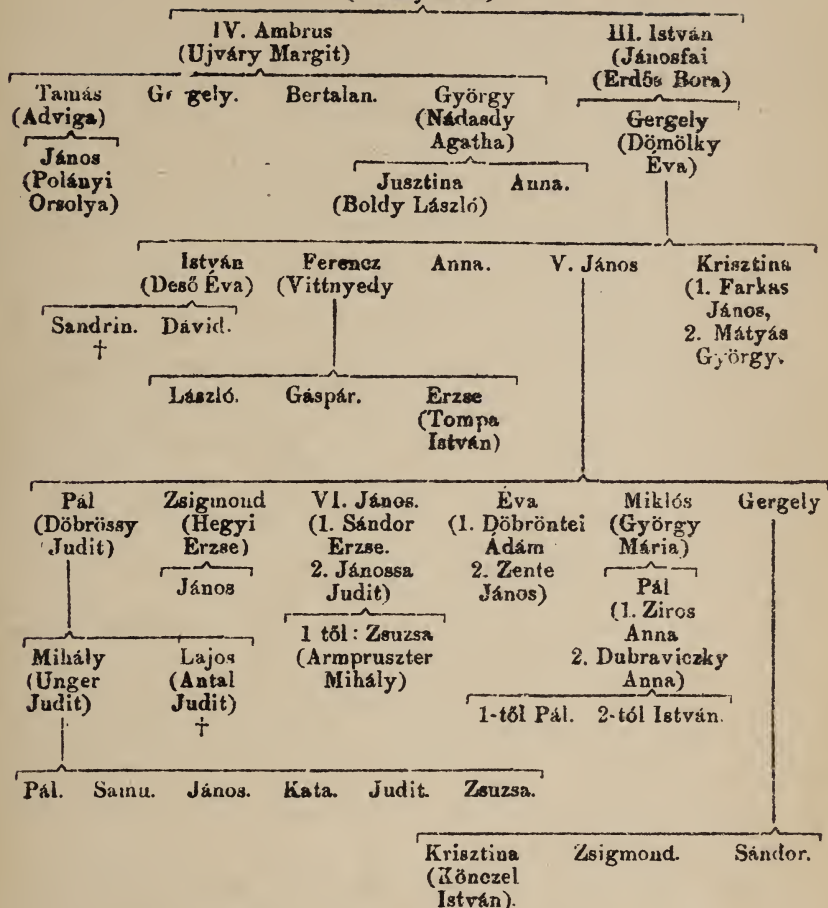 IV. Ambrus III. István
(Ujváry Margit) (Jánosfai
(Erdős Bora)
Tamás Gergely. Bertalan. György Gergely
(Adviga) (Nádasdy (Dömölky
Agatha) Éva)
János
(Polányi Jusztina Anna.
Orsolya) (Boldy László)
István Ferencz Anna. V. János Krisztina
(Deső Éva) (Vittnyedy (1. Farkas
János,
Sandrin. Dávid. 2. Mátyás
† György.
László. Gáspár. Erzse
(Tompa
István)
Pál Zsigmond VI. János. Éva Miklós Gergely
(Döbrössy (Hegyi (1. Sándor (1. Döbröntei (György
Judit) Erzse) Erzse. Ádám Mária)
2. Jánossa 2. Zente
János Judit) János) Pál
(1. Ziros
1 től: Zsuzsa Anna
Mihály Lajos (Armpruszter 2. Dubraviczky
(Unger (Antal Mihály) Anna)
Judit) Judit)
† 1-től Pál. 2-tól István.
Pál. Samu. János. Kata. Judit. Zsuzsa.
Krisztina Zsigmond. Sándor.
(Könczel
István).